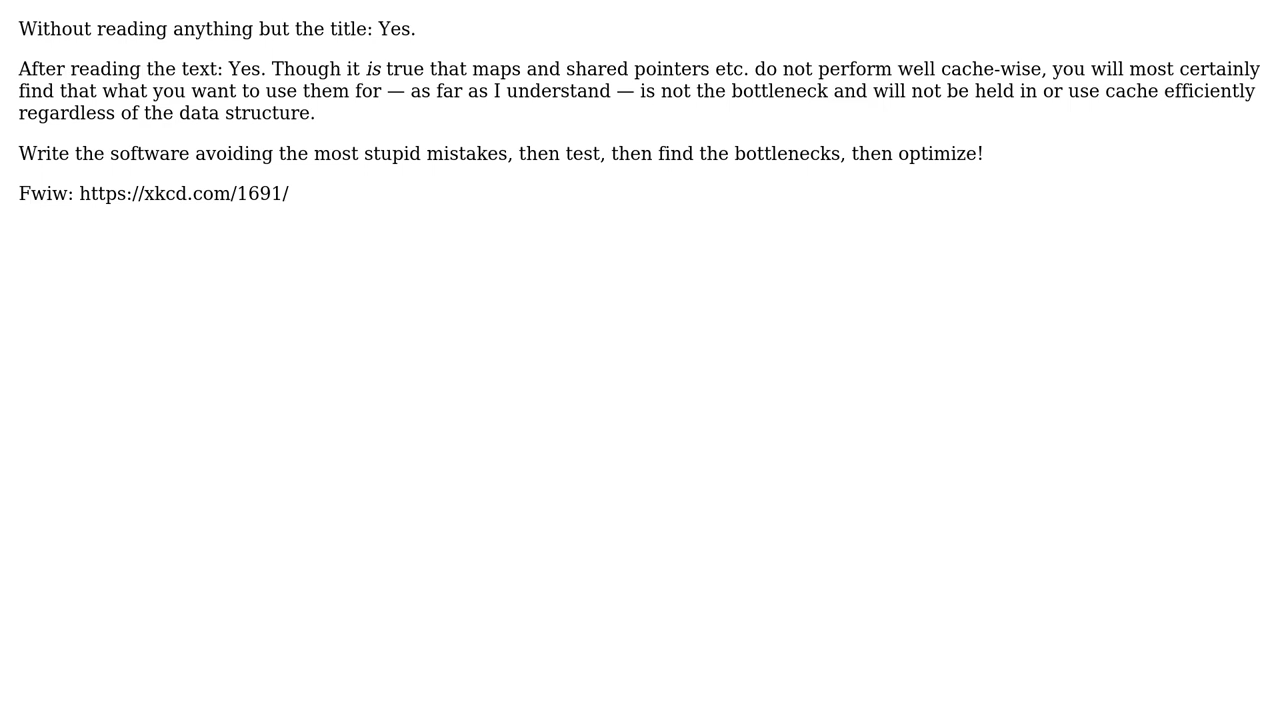 Without reading anything but the title: Yes.
After reading the text: Yes. Though it is true that maps and shared pointers etc. do not perform well cache-wise, you will most certainly
find that what you want to use them for — as far as I understand — is not the bottleneck and will not be held in or use cache efficiently
regardless of the data structure.
Write the software avoiding the most stupid mistakes, then test, then find the bottlenecks, then optimize!
Fwiw: https://xkcd.com/1691/